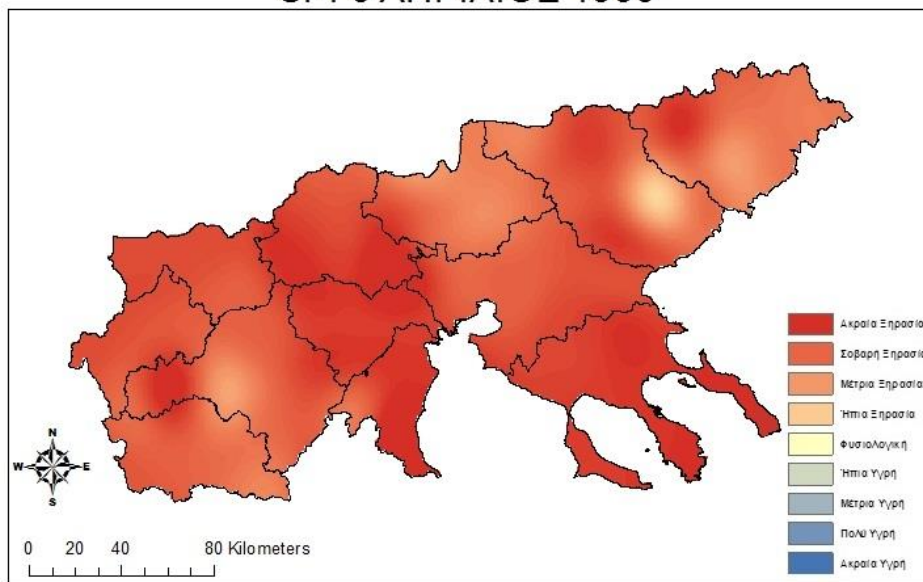 N
W E
S
0 20 40 80 Kilometers
Ακραία Ξηρασία
Σοβαρή Ξηρασία
Μέτρια Ξηρασία
Ήπια Ξηρασία
Φυσιολογική
Ήπια Υγρή
Μέτρια Υγρή
Πολύ Υγρή
Ακραία Υγρή